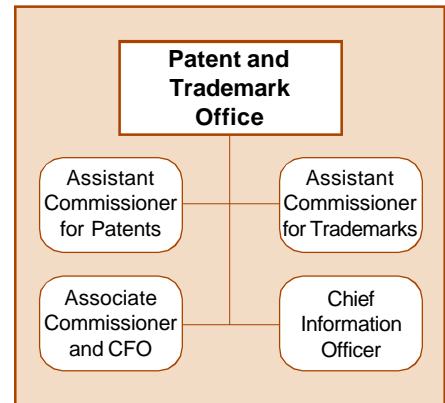 Patent and
Trademark
Office
Assistant
Commissioner
for Patents
Assistant
Commissioner
for Trademarks
Associate
Commissioner
and CFO
Chief
Information
Officer